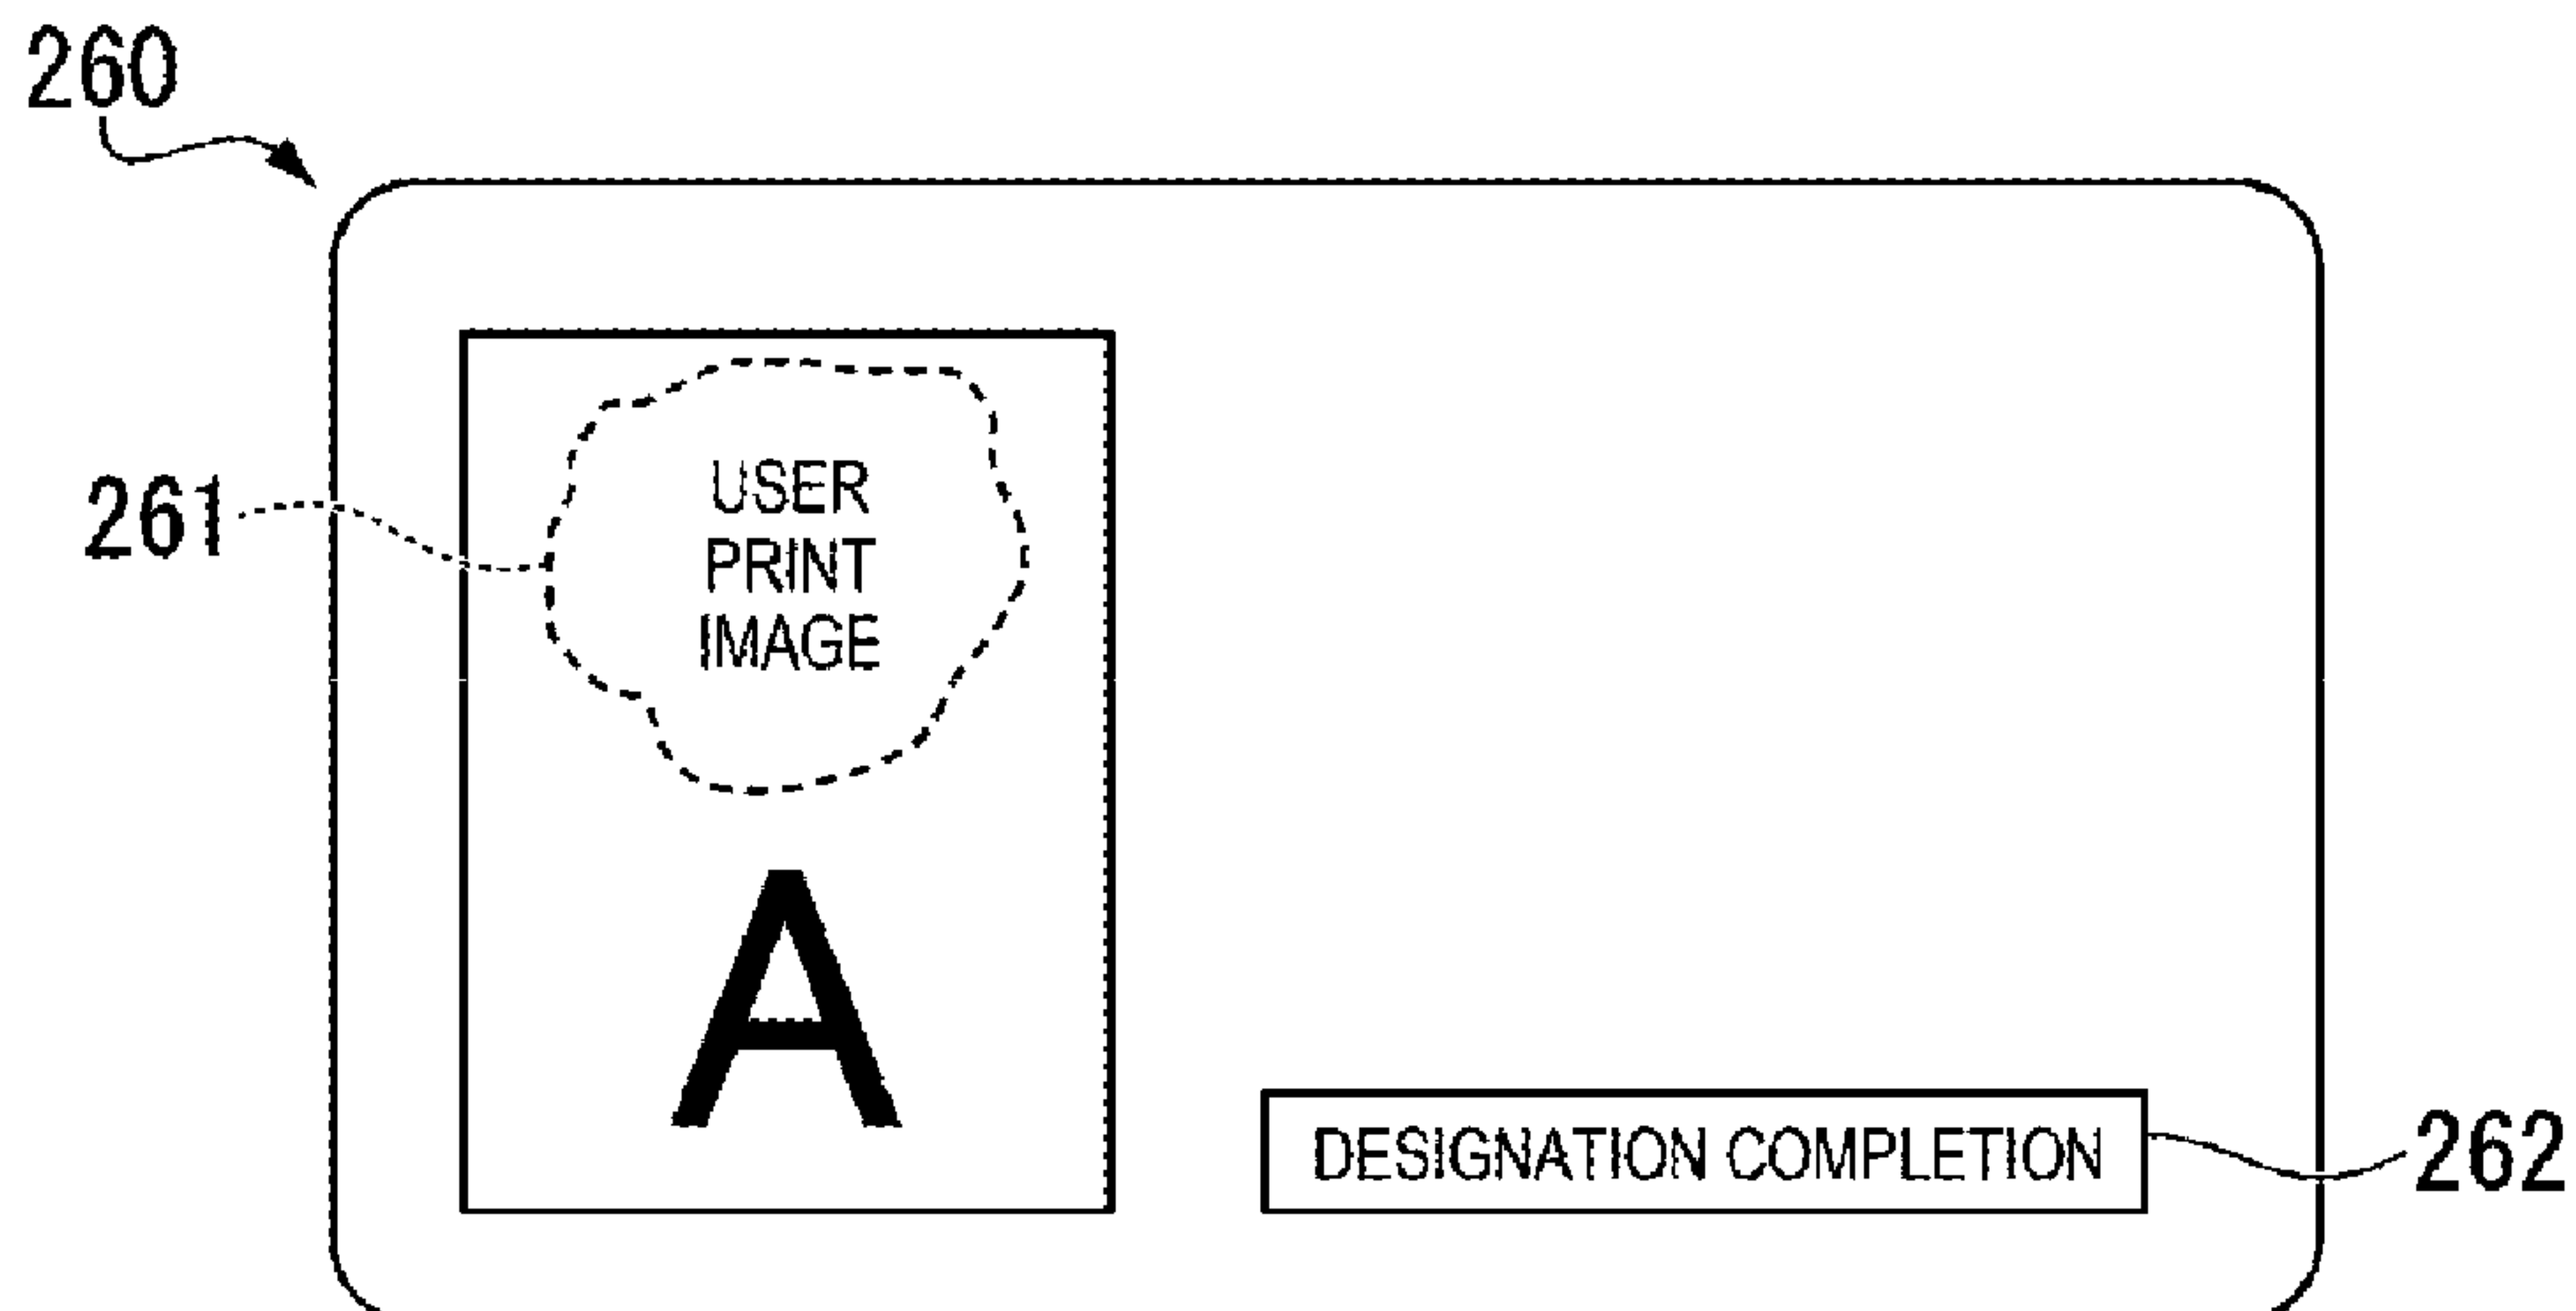 260
261
USER
PRINT
IMAGE
A
DESIGNATION COMPLETION
262